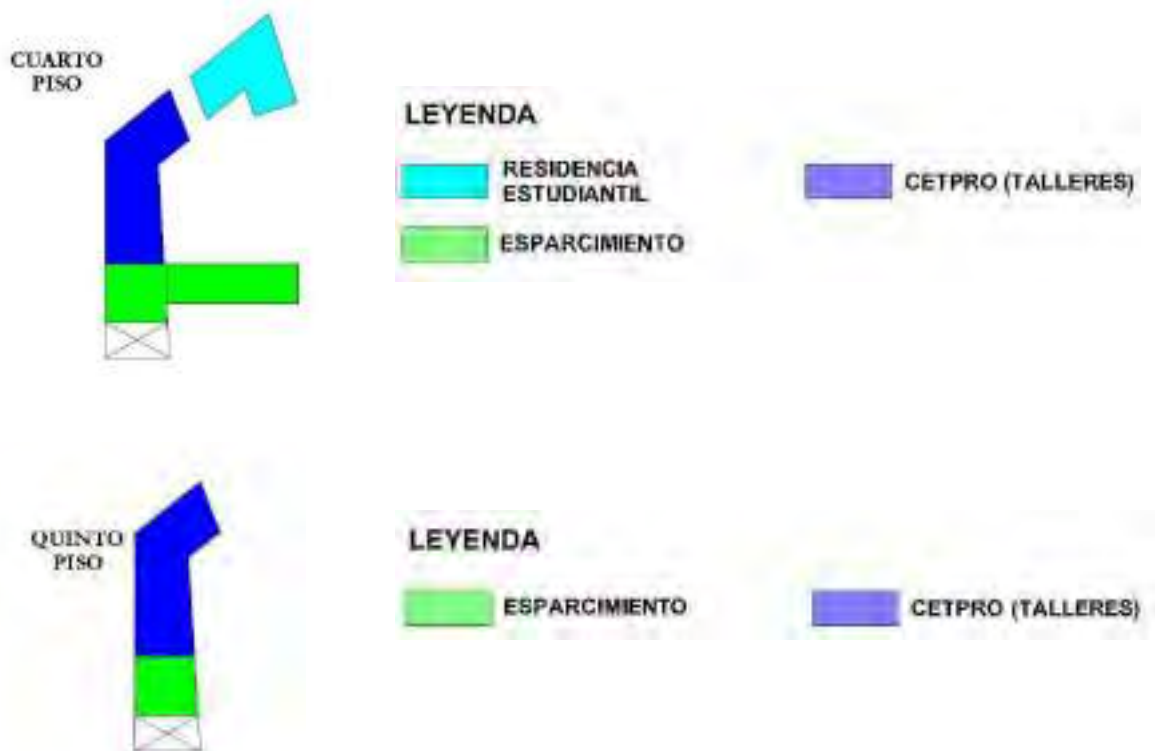 CUARTO
PISO
LEYENDA
RESIDENCIA
ESTUDIANTIL
CETPRO (TALLERES)
ESPARCIMIENTO
QUINTO
PISO
LEYENDA
ESPARCIMIENTO
CETPRO (TALLERES)